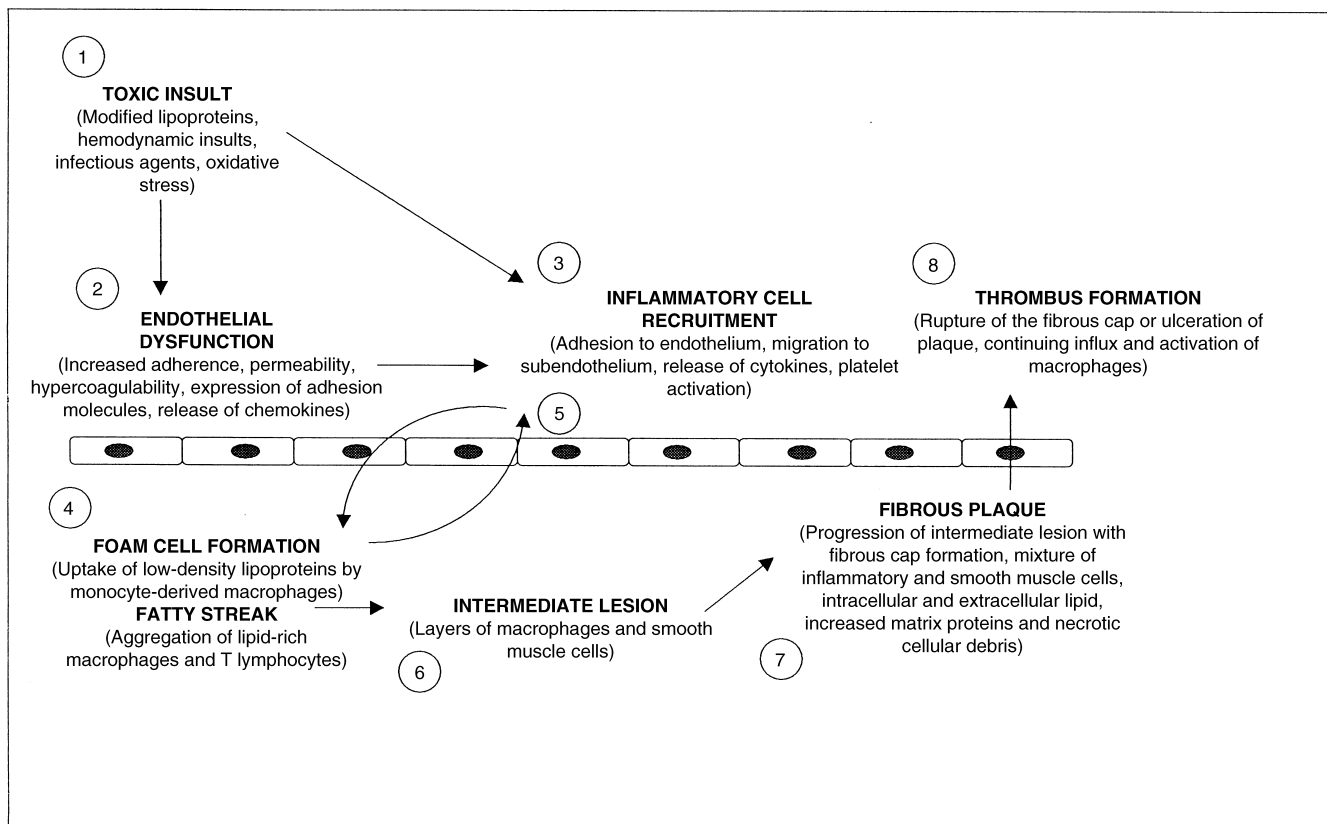 1
TOXIC INSULT
(Modified lipoproteins,
hemodynamic insults,
infectious agents, oxidative
stress)
2
ENDOTHELIAL
DYSFUNCTION
(Increased adherence, permeability,
hypercoagulability, expression of adhesion
molecules, release of chemokines)
3
INFLAMMATORY CELL
RECRUITMENT
(Adhesion to endothelium, migration to
subendothelium, release of cytokines, platelet
activation)
8
THROMBUS FORMATION
(Rupture of the fibrous cap or ulceration of
plaque, continuing influx and activation of
macrophages)
5
4
FOAM CELL FORMATION
(Uptake of low-density lipoproteins by
monocyte-derived macrophages)
FATTY STREAK
(Aggregation of lipid-rich
macrophages and T lymphocytes)
INTERMEDIATE LESION
(Layers of macrophages and smooth
muscle cells)
6
FIBROUS PLAQUE
(Progression of intermediate lesion with
fibrous cap formation, mixture of
inflammatory and smooth muscle cells,
intracellular and extracellular lipid,
increased matrix proteins and necrotic
cellular debris)
7